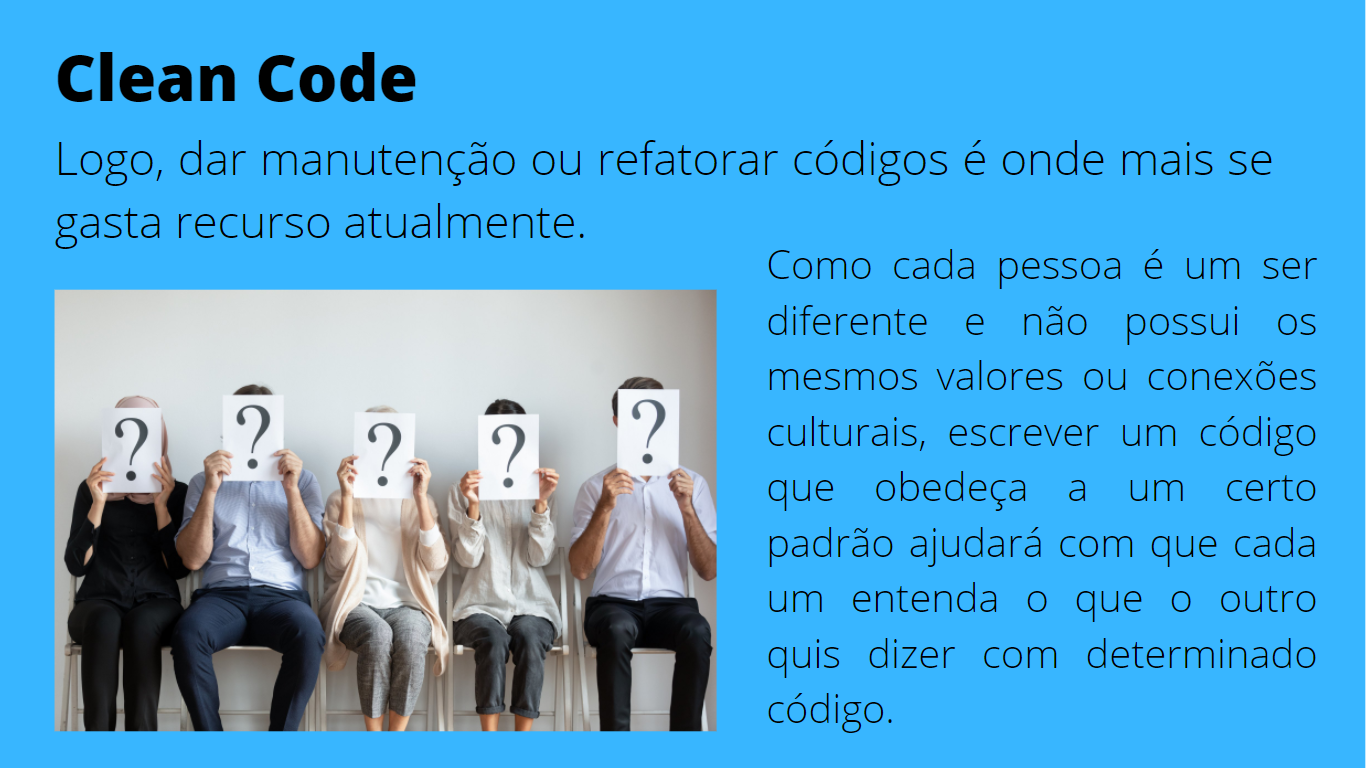 Clean Code
Logo, dar manutenção ou refatorar códigos é onde mais se
gasta recurso atualmente.
Como cada pessoa é um ser
diferente e não possui os
mesmos valores ou conexões
culturais, escrever um código
que obedeça a um certo
padrão ajudará com que cada
um entenda o que o outro
quis dizer com determinado
código.
? ? ? ? ?